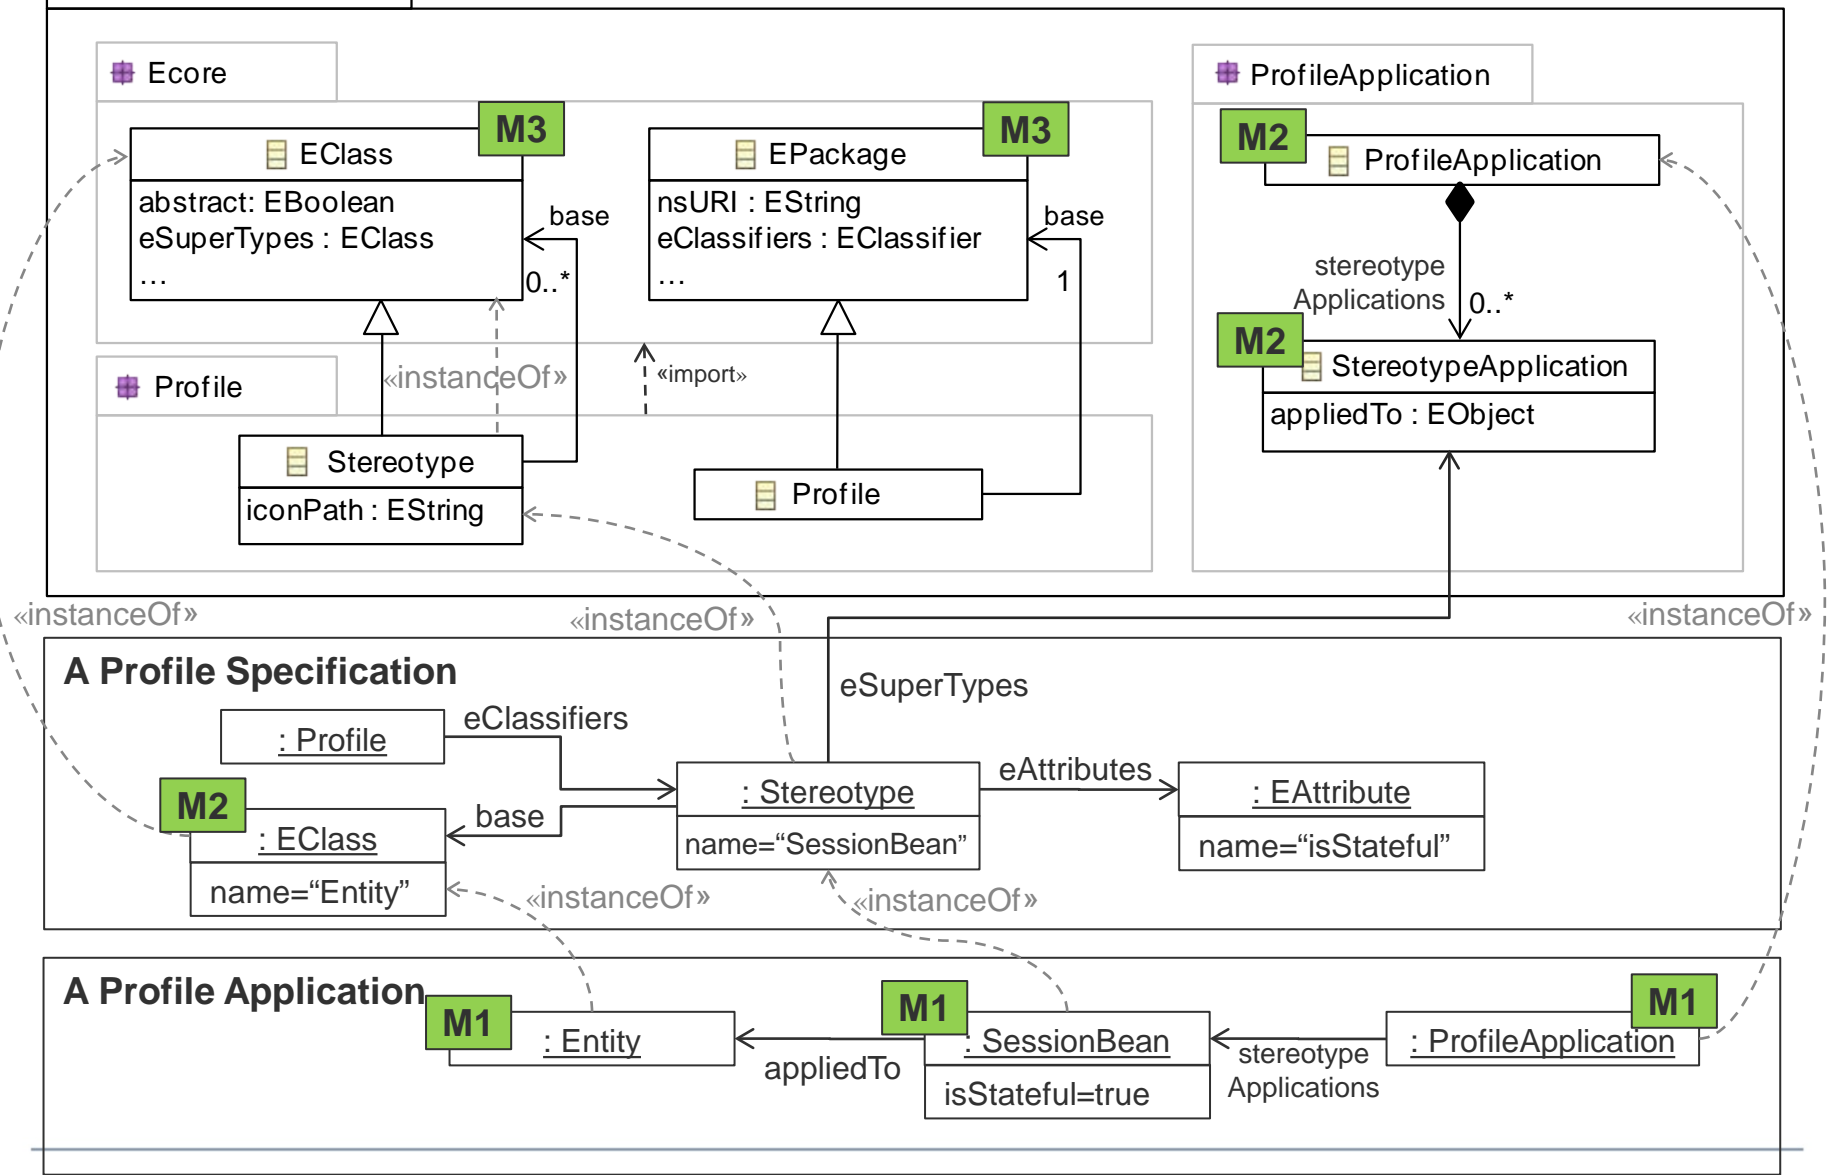 Ecore
M3
EClass
abstract: EBoolean
eSuperTypes : EClass
...
base
0..*
M3
EPackage
nsURI : EString
eClassifiers : EClassifier
...
base
1
ProfileApplication
M2
ProfileApplication
stereotype
Applications
0..*
M2
StereotypeApplication
appliedTo : EObject
Profile
«instanceOf»
«import»
Stereotype
iconPath : EString
Profile
«instanceOf»
«instanceOf»
«instanceOf»
A Profile Specification
eSuperTypes
eClassifiers
: Profile
M2
: EClass
name=“Entity”
base
: Stereotype
name=“SessionBean”
eAttributes
: EAttribute
name=“isStateful”
«instanceOf»
«instanceOf»
A Profile Application
M1
: Entity
appliedTo
M1
: SessionBean
isStateful=true
stereotype
Applications
M1
: ProfileApplication